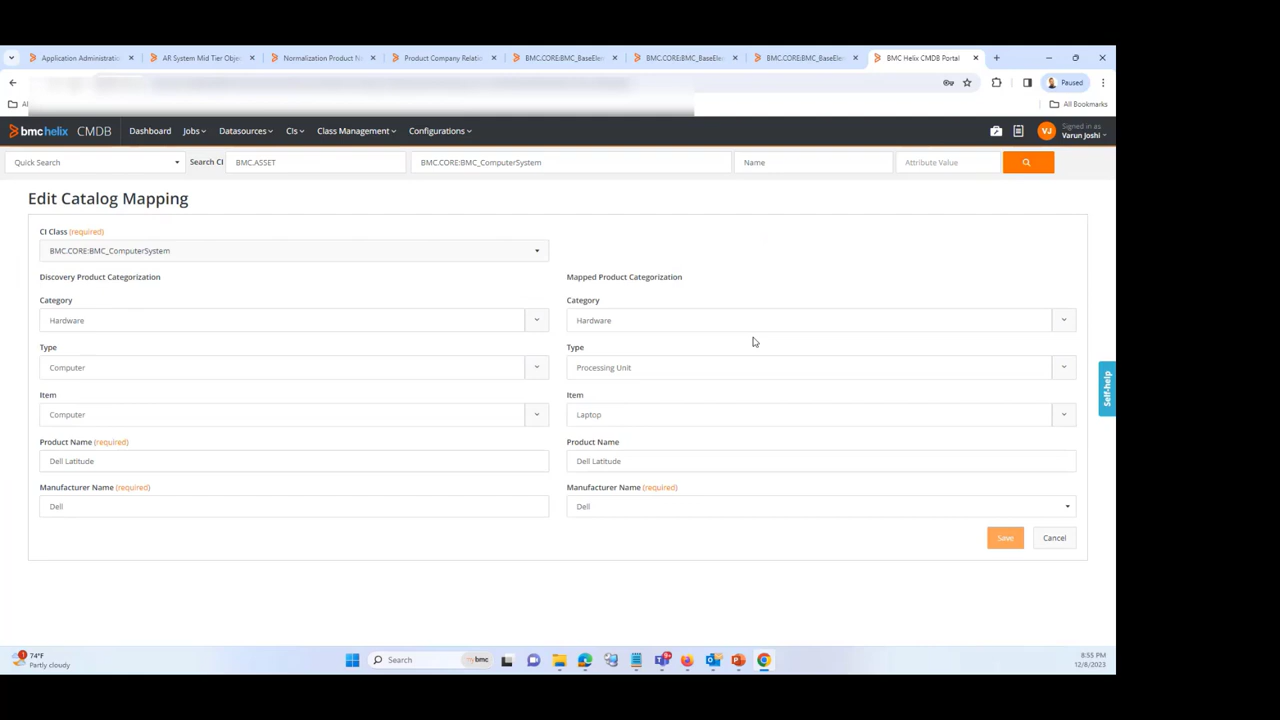 Application Administratio
AR System Mid Tier Obje
Normalization Product N
Product Company Relatio
BMC.CORE:BMC_BaseEle
BMC.CORE:BMC_BaseEle
BMC.CORE:BMC_BaseEle
BMC Helix CMDB Portal
Paused
All Bookmarks
bmchelix CMDB Dashboard Jobs Datasources CIs Class Management Configurations
VJ
Signed in as
Varun Joshi
Quick Search Search CI BMC.ASSET BMC.CORE:BMC_ComputerSystem Name Attribute Value
Edit Catalog Mapping
CI Class (required)
BMC.CORE:BMC_ComputerSystem
Discovery Product Categorization Mapped Product Categorization
Category Category
Hardware Hardware
Type Type
Computer Processing Unit
Item Item
Computer Laptop
Product Name (required) Product Name
Dell Latitude Dell Latitude
Manufacturer Name (required) Manufacturer Name (required)
Dell Dell
Save Cancel
Self-help
1
74°F
Partly cloudy
Search
bmc
8:55 PM
12/8/2023